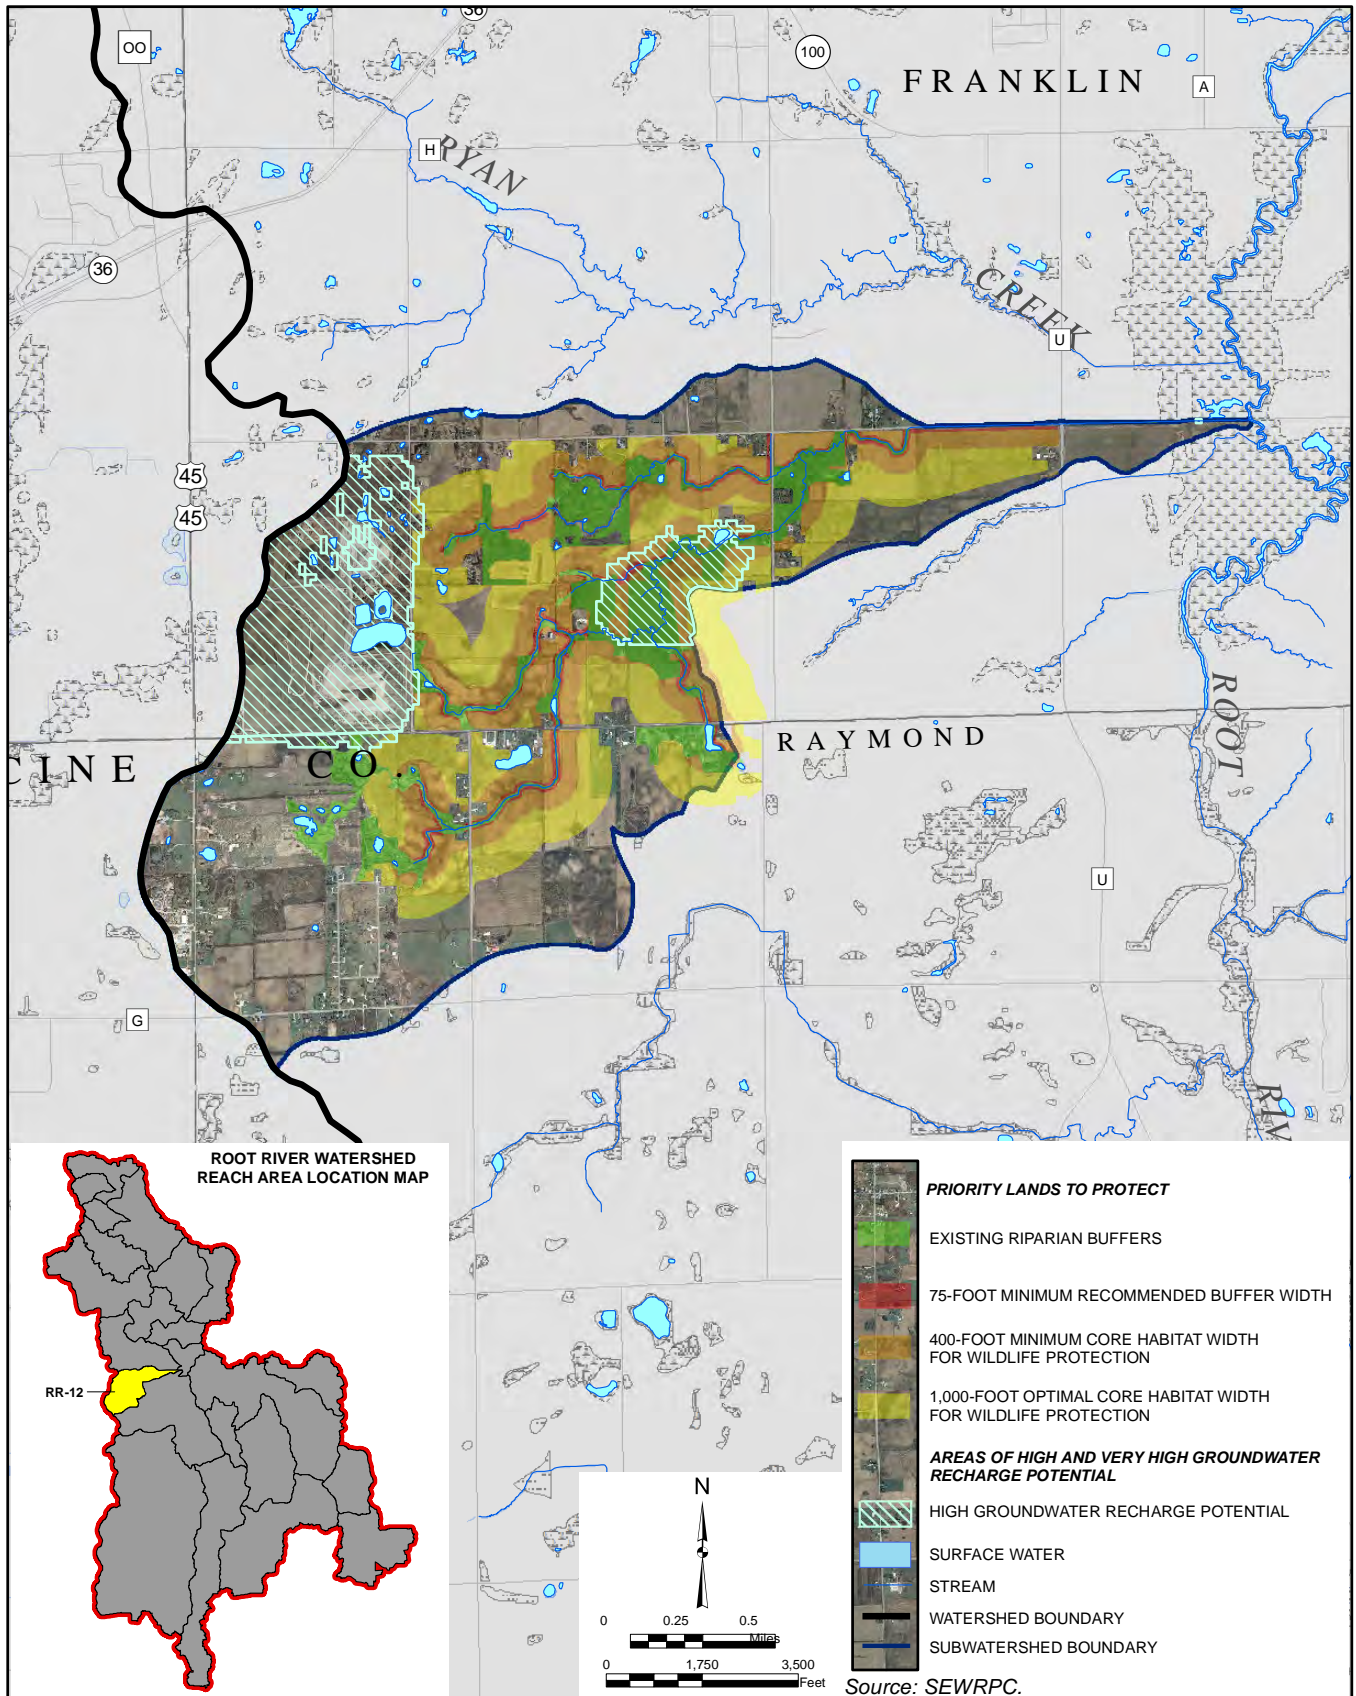 36
OO
100
FRANKLIN
A
H
RYAN
CREEK
36
U
45
45
ROOT
RAYMOND
CINE CO.
U
G
RIV
ROOT RIVER WATERSHED
REACH AREA LOCATION MAP
RR-12
PRIORITY LANDS TO PROTECT
EXISTING RIPARIAN BUFFERS
75-FOOT MINIMUM RECOMMENDED BUFFER WIDTH
400-FOOT MINIMUM CORE HABITAT WIDTH
FOR WILDLIFE PROTECTION
1,000-FOOT OPTIMAL CORE HABITAT WIDTH
FOR WILDLIFE PROTECTION
AREAS OF HIGH AND VERY HIGH GROUNDWATER
RECHARGE POTENTIAL
HIGH GROUNDWATER RECHARGE POTENTIAL
SURFACE WATER
STREAM
WATERSHED BOUNDARY
SUBWATERSHED BOUNDARY
N
0 0.25 0.5
Miles
0 1,750 3,500
Feet
Source: SEWRPC.